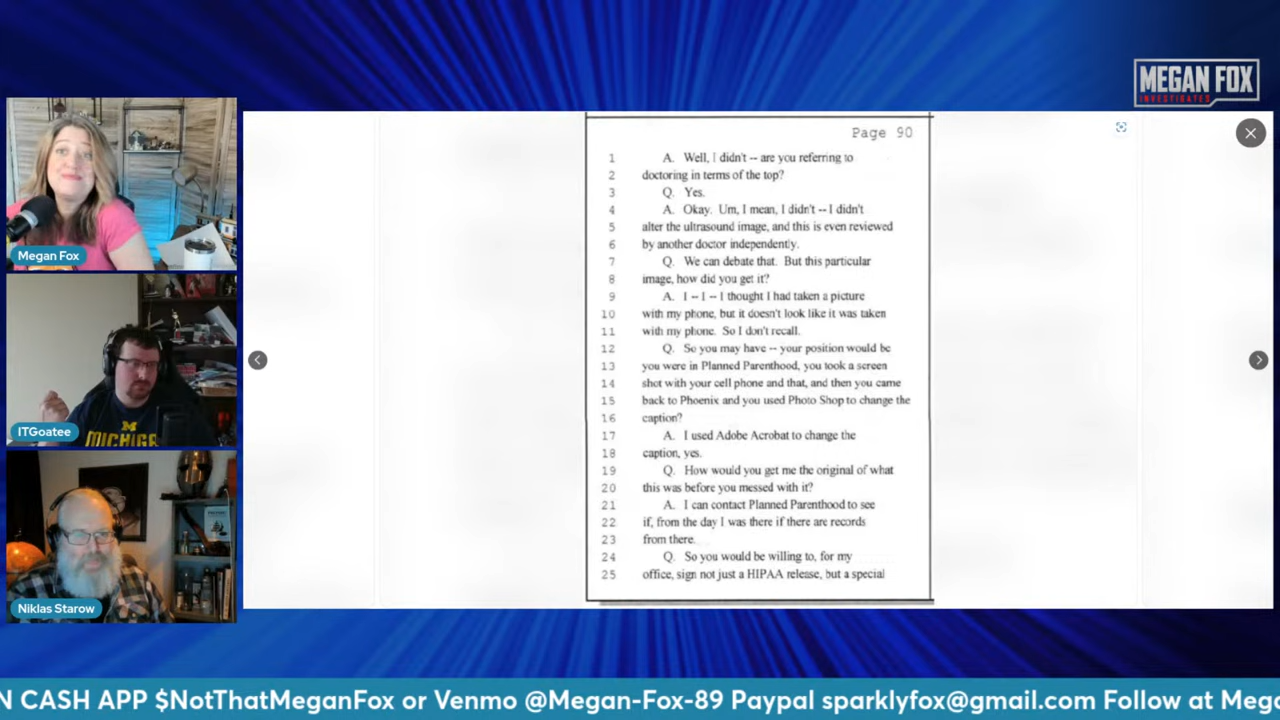 MEGAN FOX
INVESTIGATES
Page 90
1 A. Well, I didn't -- are you referring to
2 doctoring in terms of the top?
3 Q. Yes.
4 A. Okay. Um, I mean, I didn't -- I didn't
5 alter the ultrasound image, and this is even reviewed
6 by another doctor independently.
7 Q. We can debate that. But this particular
8 image, how did you get it?
9 A. I -- I -- I thought I had taken a picture
10 with my phone, but it doesn't look like it was taken
11 with my phone. So I don't recall.
12 Q. So you may have -- your position would be
13 you were in Planned Parenthood, you took a screen
14 shot with your cell phone and that, and then you came
15 back to Phoenix and you used Photo Shop to change the
16 caption?
17 A. I used Adobe Acrobat to change the
18 caption, yes.
19 Q. How would you get me the original of what
20 this was before you messed with it?
21 A. I can contact Planned Parenthood to see
22 if, from the day I was there if there are records
23 from there.
24 Q. So you would be willing to, for my
25 office, sign not just a HIPAA release, but a special
Megan Fox
MICHIGA
ITGoatee
Niklas Starow
N CASH APP $NotThatMeganFox or Venmo @Megan-Fox-89 Paypal sparklyfox@gmail.com Follow at Mega